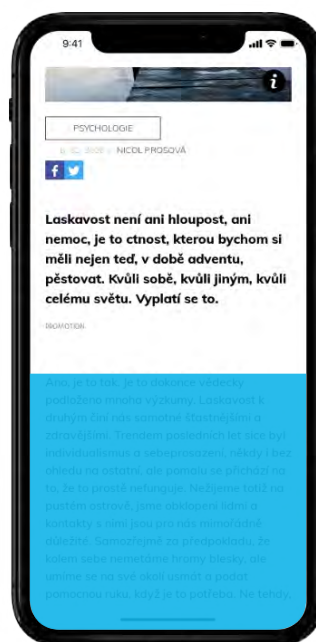 9:41
PSYCHOLOGIE
NICOL PROSOVÁ
Laskavost není ani hloupost, ani
nemoc, je to ctnost, kterou bychom si
měli nejen teď, v době adventu,
pěstovat. Kvůli sobě, kvůli jiným, kvůli
celému světu. Vyplatí se to.
PROMOTION
Ano, je to tak. Je to dokonce vědecky
podloženo mnoha výzkumy. Laskavost k
druhým činí nás samotné šťastnějšími a
zdravějšími. Trendem posledních let sice byl
individualismus a sebeprosazení, někdy i bez
ohledu na ostatní, ale pomalu se přichází na
to, že to prostě nefunguje. Nežijeme totiž na
pustém ostrově, jsme obklopeni lidmi a
kontakty s nimi jsou pro nás mimořádně
důležité. Samozřejmě za předpokladu, že
kolem sebe nemetáme hromy blesky, ale
umíme se na své okolí usmát a podat
pomocnou ruku, když je to potřeba. Ne tehdy,